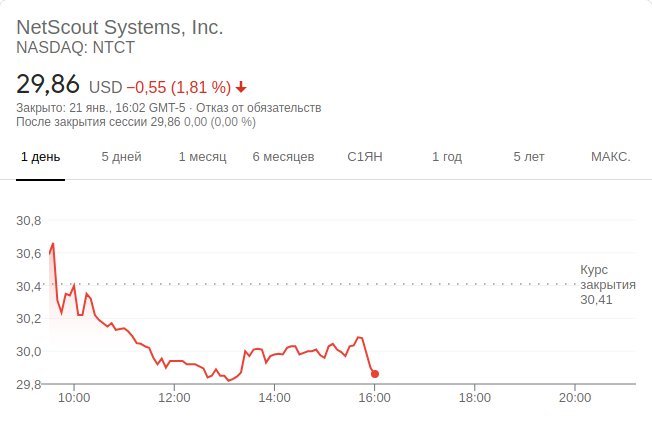 NetScout Systems, Inc.
NASDAQ: NTCT
29,86 USD −0,55 (1,81 %)
Закрыто: 21 янв., 16:02 GMT-5 · Отказ от обязательств
После закрытия сессии 29,86 0,00 (0,00 %)
1 день 5 дней 1 месяц 6 месяцев С1ЯН 1 год 5 лет МАКС.
30,8
30,6
Курс
30,4 закрытия
30,41
30,2
30,0
29,8
10:00 12:00 14:00 16:00 18:00 20:00